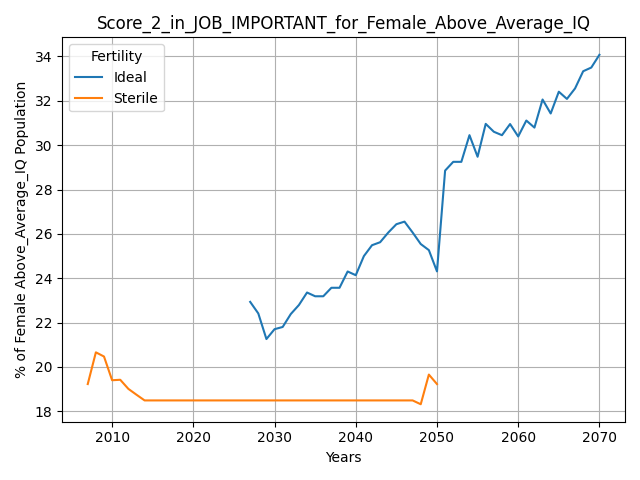 Score_2_in_JOB_IMPORTANT_for_Female_Above_Average_IQ
Fertility
Ideal
Sterile
% of Female Above_Average_IQ Population
34
32
30
28
26
24
22
20
18
2010 2020 2030 2040 2050 2060 2070
Years